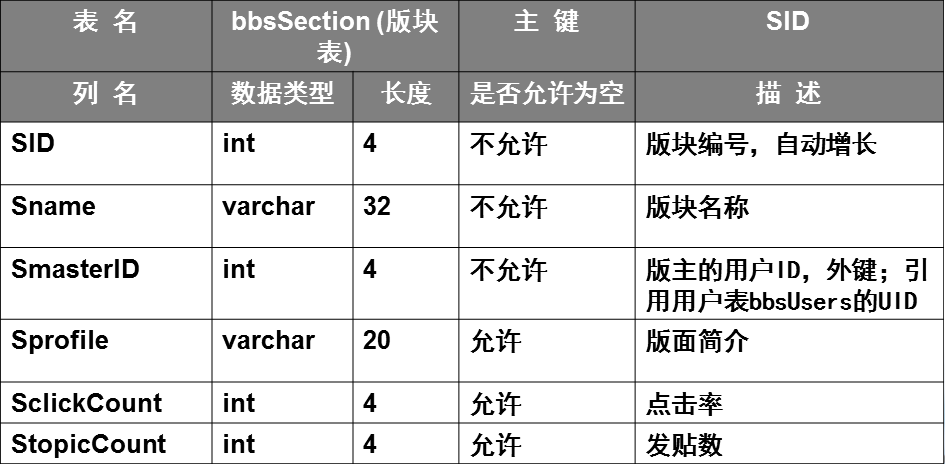 表 名 bbsSection (版块表) 主 键 SID
列 名 数据类型 长度 是否允许为空 描 述
SID int 4 不允许 版块编号，自动增长
Sname varchar 32 不允许 版块名称
SmasterID int 4 不允许 版主的用户ID，外键；引用用户表bbsUsers的UID
Sprofile varchar 20 允许 版面简介
SclickCount int 4 允许 点击率
StopicCount int 4 允许 发贴数